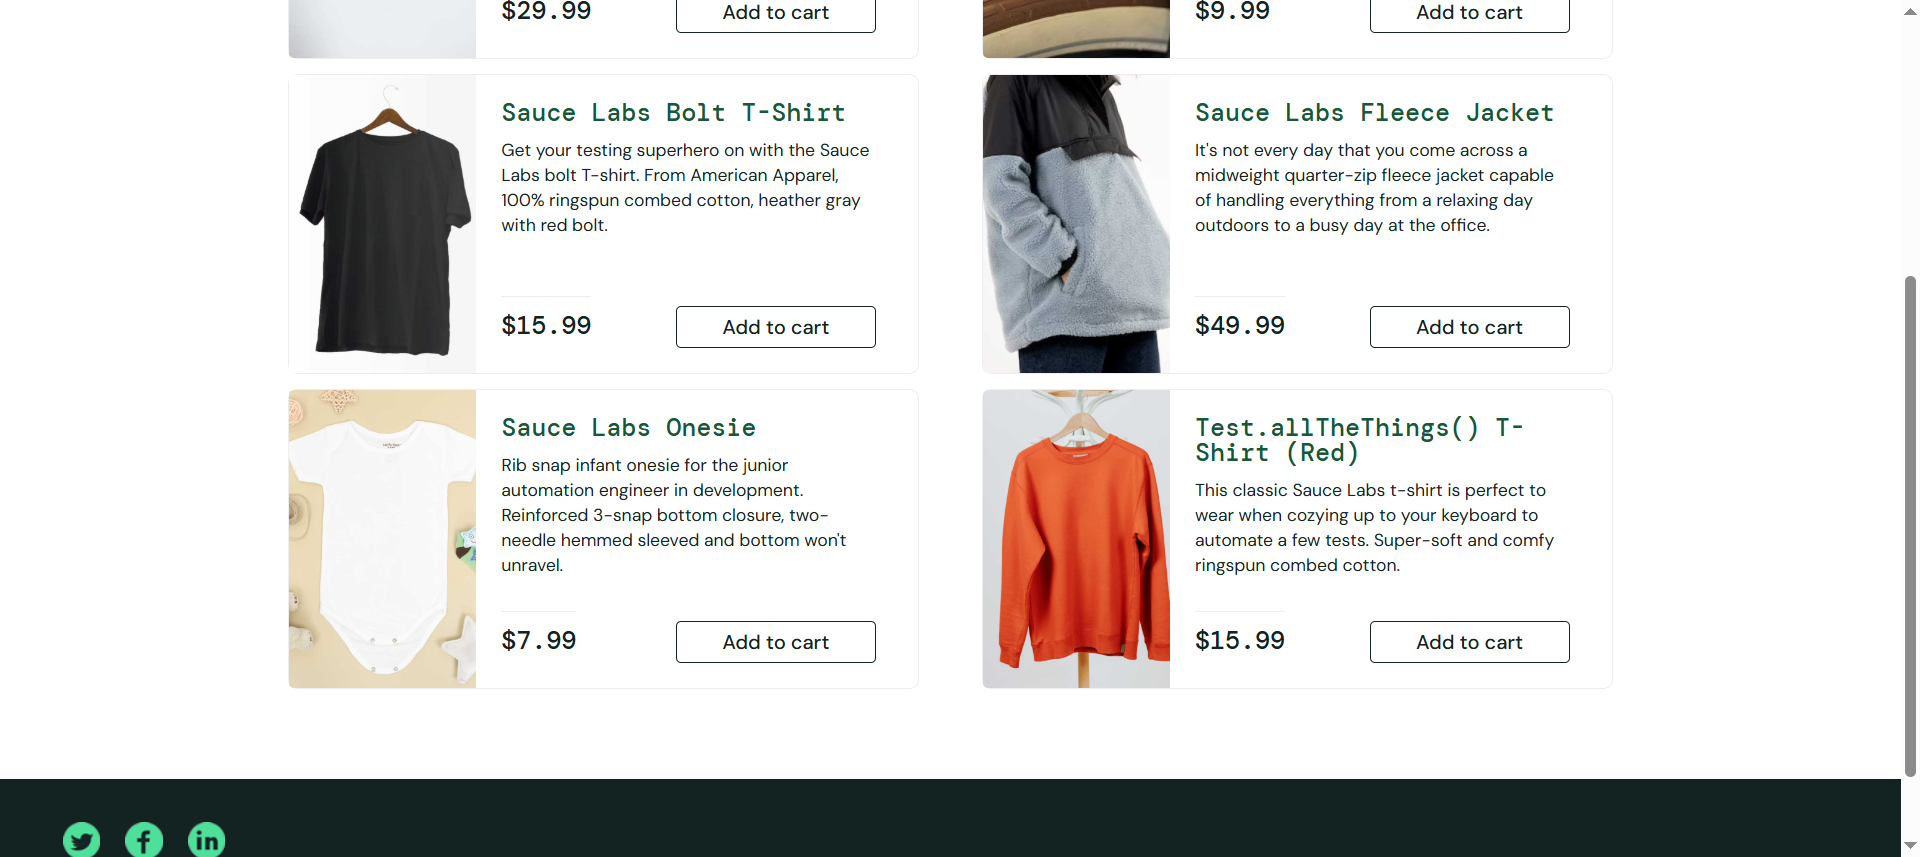 $29.99
Add to cart
$9.99
Add to cart
Sauce Labs Bolt T-Shirt
Get your testing superhero on with the Sauce
Labs bolt T-shirt. From American Apparel,
100% ringspun combed cotton, heather gray
with red bolt.
$15.99
Add to cart
Sauce Labs Fleece Jacket
It's not every day that you come across a
midweight quarter-zip fleece jacket capable
of handling everything from a relaxing day
outdoors to a busy day at the office.
$49.99
Add to cart
Sauce Labs Onesie
Rib snap infant onesie for the junior
automation engineer in development.
Reinforced 3-snap bottom closure, two-
needle hemmed sleeved and bottom won't
unravel.
$7.99
Add to cart
Test.allTheThings() T-
Shirt (Red)
This classic Sauce Labs t-shirt is perfect to
wear when cozying up to your keyboard to
automate a few tests. Super-soft and comfy
ringspun combed cotton.
$15.99
Add to cart